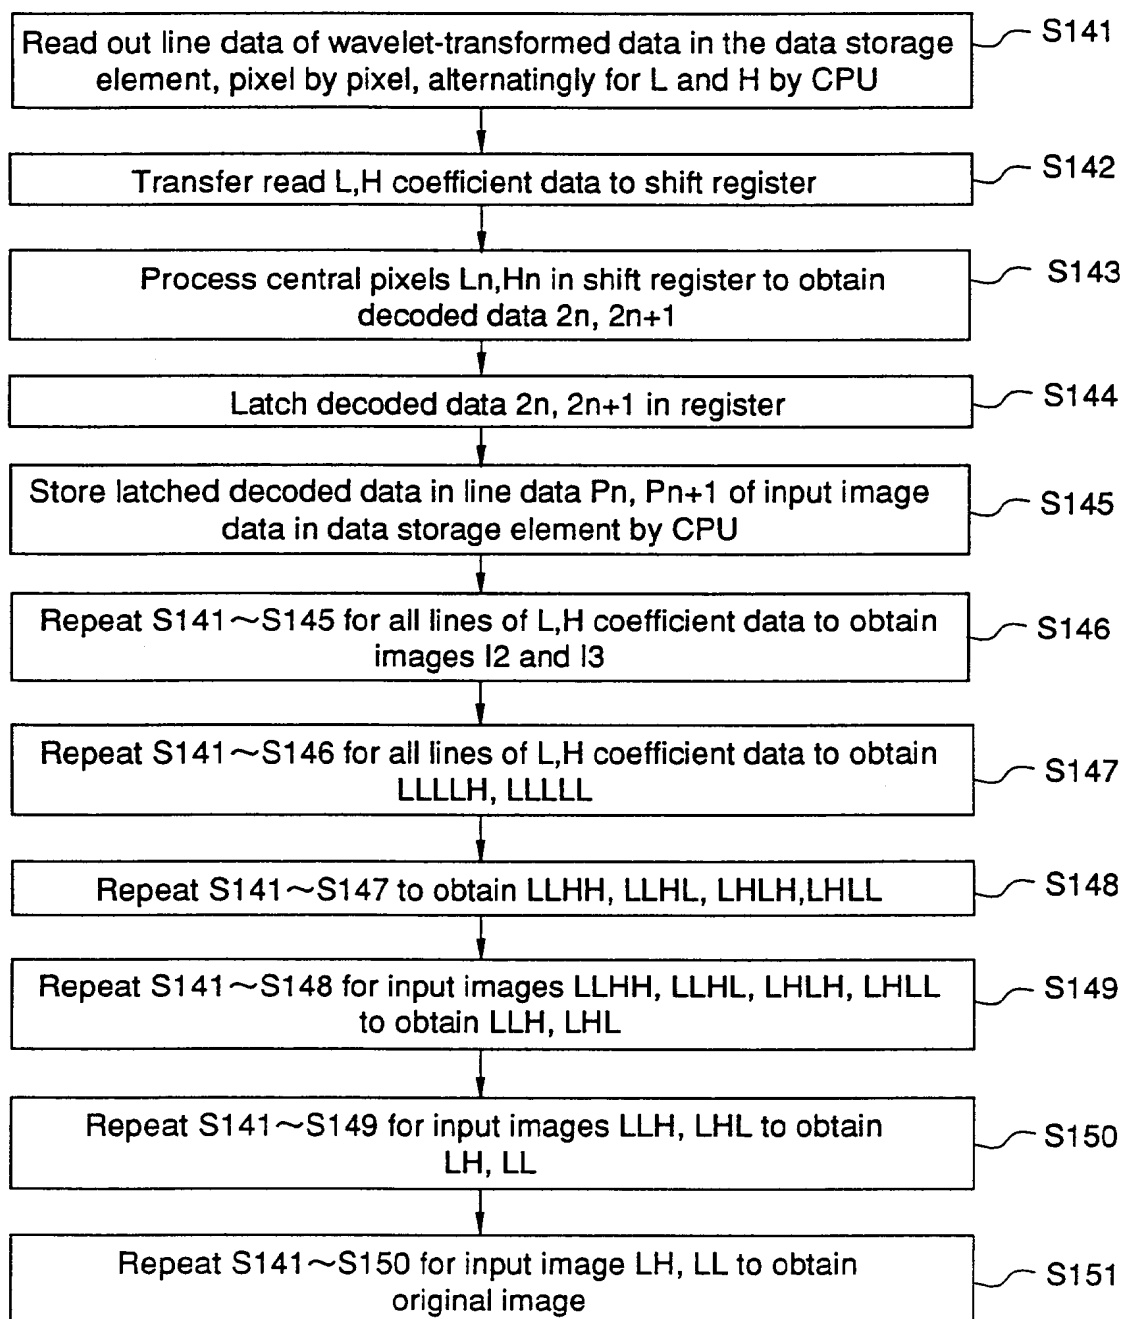 Read out line data of wavelet-transformed data in the data storage
element, pixel by pixel, alternatingly for L and H by CPU
S141
Transfer read L,H coefficient data to shift register
S142
Process central pixels Ln,Hn in shift register to obtain
decoded data 2n, 2n+1
S143
Latch decoded data 2n, 2n+1 in register
S144
Store latched decoded data in line data Pn, Pn+1 of input image
data in data storage element by CPU
S145
Repeat S141~S145 for all lines of L,H coefficient data to obtain
images I2 and I3
S146
Repeat S141~S146 for all lines of L,H coefficient data to obtain
LLLLH, LLLLL
S147
Repeat S141~S147 to obtain LLHH, LLHL, LHLH,LHLL
S148
Repeat S141~S148 for input images LLHH, LLHL, LHLH, LHLL
to obtain LLH, LHL
S149
Repeat S141~S149 for input images LLH, LHL to obtain
LH, LL
S150
Repeat S141~S150 for input image LH, LL to obtain
original image
S151